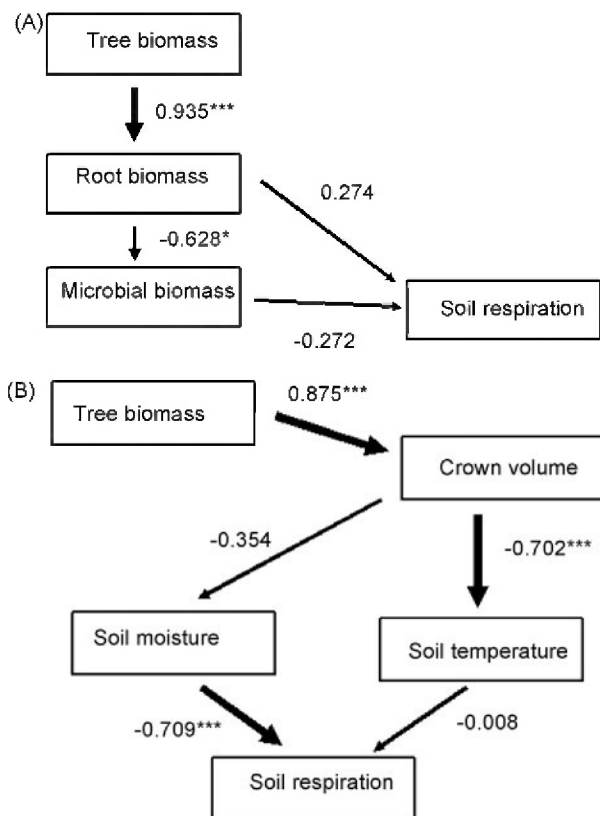 (A)
Tree biomass
0.935***
Root biomass
0.274
-0.628*
Microbial biomass
Soil respiration
-0.272
(B)
Tree biomass
0.875***
Crown volume
-0.354
-0.702***
Soil moisture
Soil temperature
-0.709***
-0.008
Soil respiration